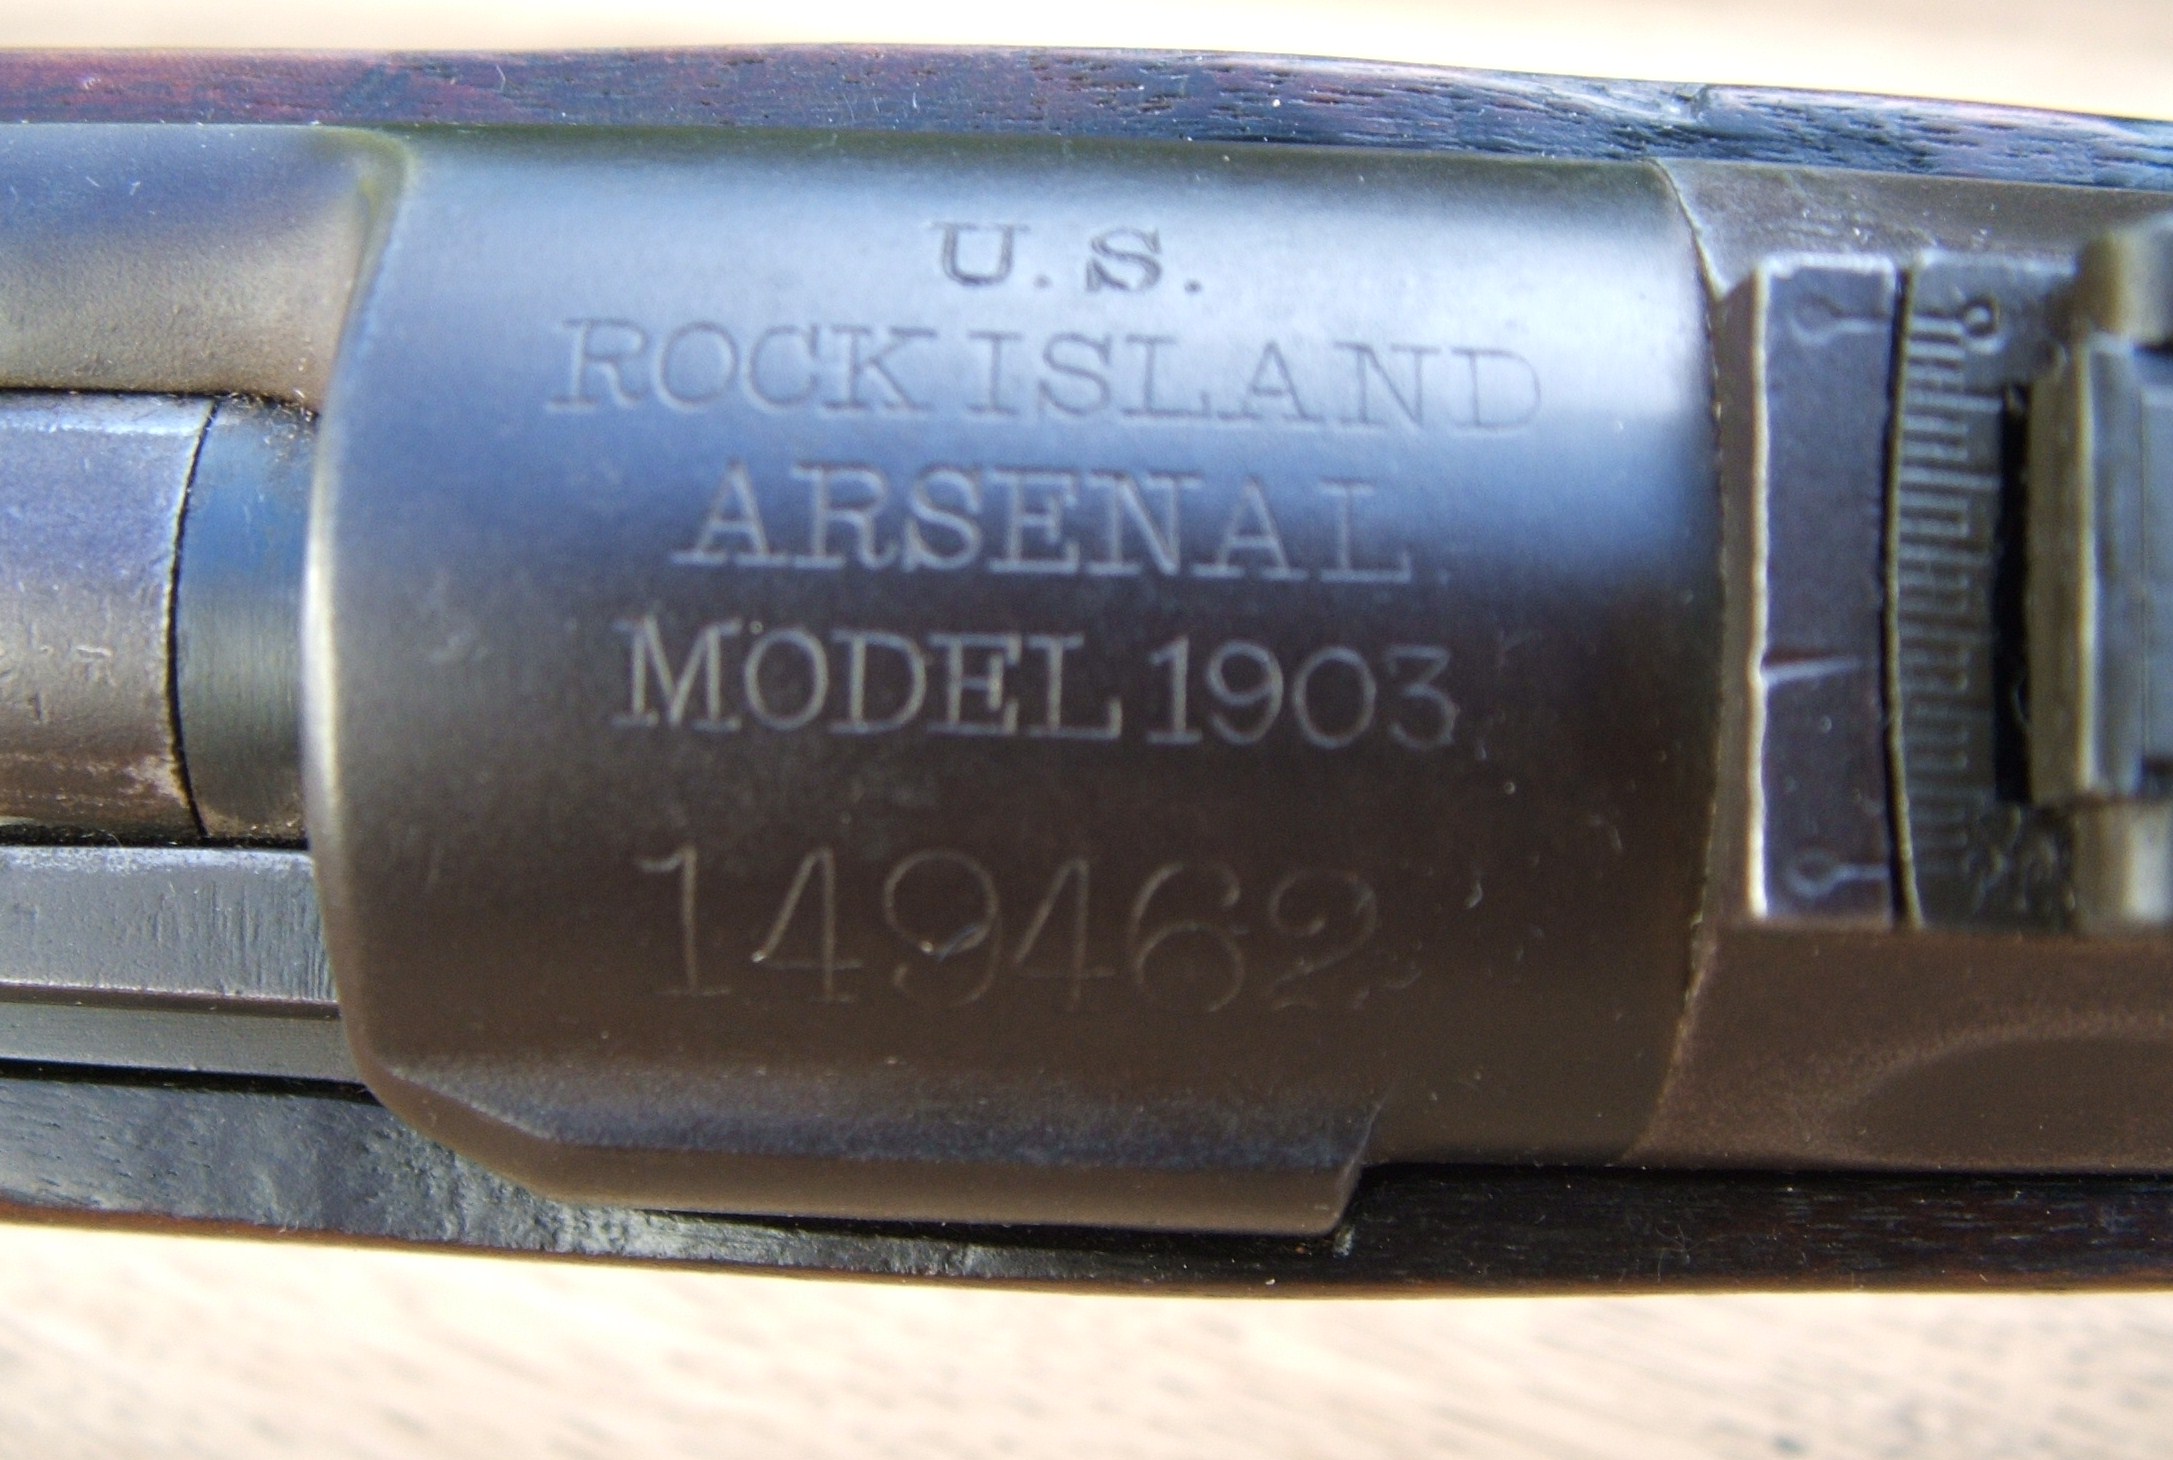 U.S.
ROCK ISLAND
ARSENAL.
MODEL 1903.
149462